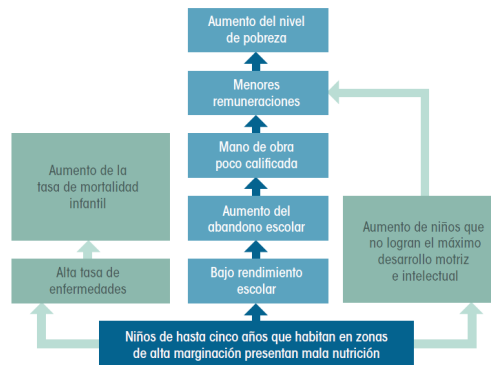 Aumento del nivel
de pobreza
Menores
remuneraciones
Mano de obra
poco calificada
Aumento de la
tasa de mortalidad
infantil
Aumento del
abandono escolar
Aumento de niños que
no logran el máximo
desarrollo motriz
e intelectual
Alta tasa de
enfermedades
Bajo rendimiento
escolar
Niños de hasta cinco años que habitan en zonas
de alta marginación presentan mala nutrición